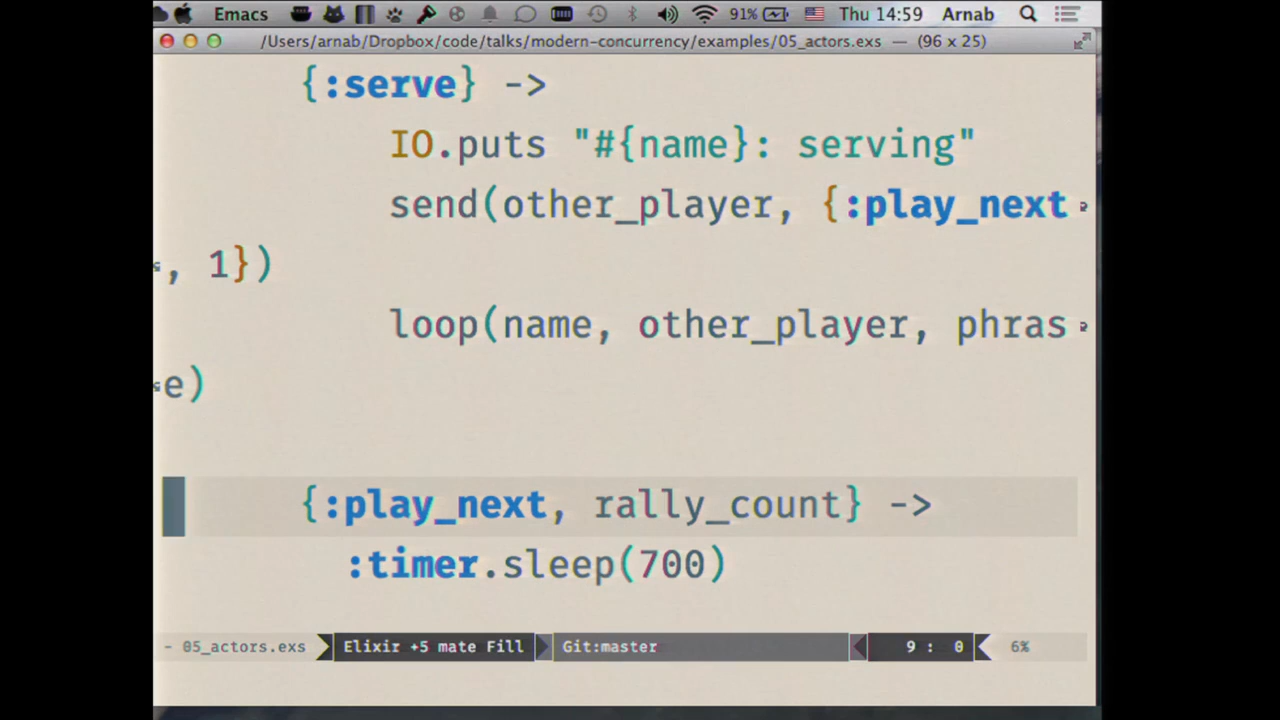 Emacs 91% Thu 14:59 Arnab
/Users/arnab/Dropbox/code/talks/modern-concurrency/examples/05_actors.exs — (96 x 25)
{:serve} ->
IO.puts "#{name}: serving"
send(other_player, {:play_next
, 1})
loop(name, other_player, phras
e)
{:play_next, rally_count} ->
:timer.sleep(700)
- 05_actors.exs Elixir +5 mate Fill Git:master 9 : 0 6%